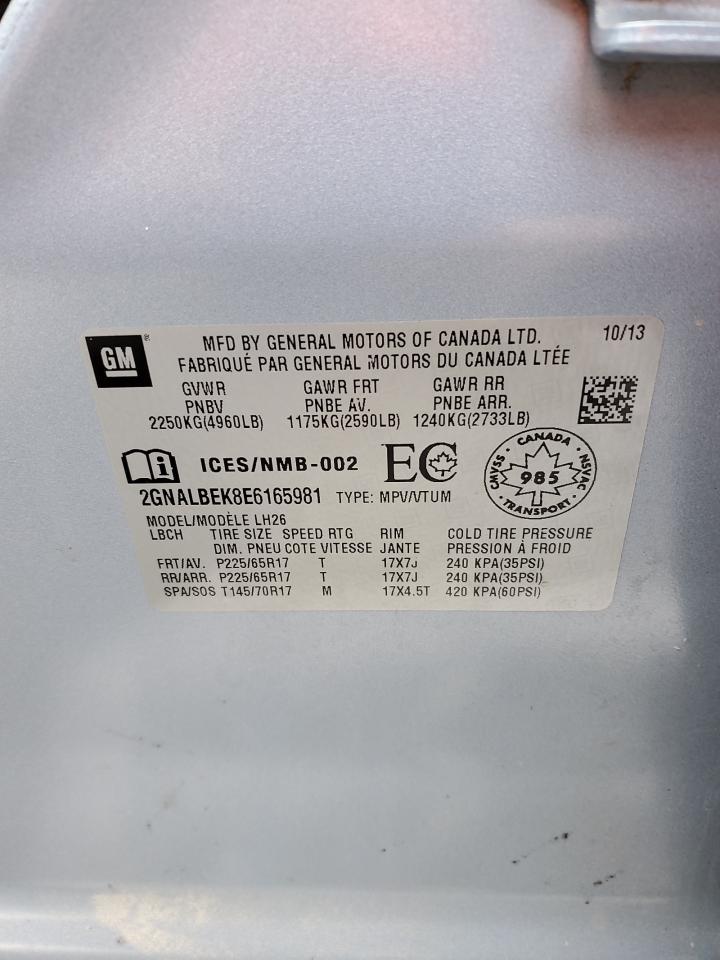 GM
MFD BY GENERAL MOTORS OF CANADA LTD. 10/13
FABRIQUÉ PAR GENERAL MOTORS DU CANADA LTÉE
GVWR GAWR FRT GAWR RR
PNBV PNBE AV. PNBE ARR.
2250KG(4960LB) 1175KG(2590LB) 1240KG(2733LB)
ICES/NMB-002 EC
CANADA
CMVSS 985 NSVAC
TRANSPORT
2GNALBEK8E6165981 TYPE: MPV/VTUM
MODEL/MODÈLE LH26
LBCH TIRE SIZE SPEED RTG RIM COLD TIRE PRESSURE
DIM. PNEU COTE VITESSE JANTE PRESSION À FROID
FRT/AV. P225/65R17 T 17X7J 240 KPA(35PSI)
RR/ARR. P225/65R17 T 17X7J 240 KPA(35PSI)
SPA/SOS T145/70R17 M 17X4.5T 420 KPA(60PSI)